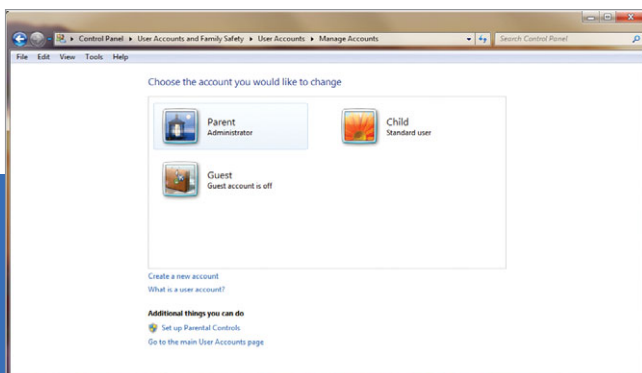 Control Panel ▸ User Accounts and Family Safety ▸ User Accounts ▸ Manage Accounts
Search Control Panel
File Edit View Tools Help
Choose the account you would like to change
Parent
Administrator
Child
Standard user
Guest
Guest account is off
Create a new account
What is a user account?
Additional things you can do
Set up Parental Controls
Go to the main User Accounts page